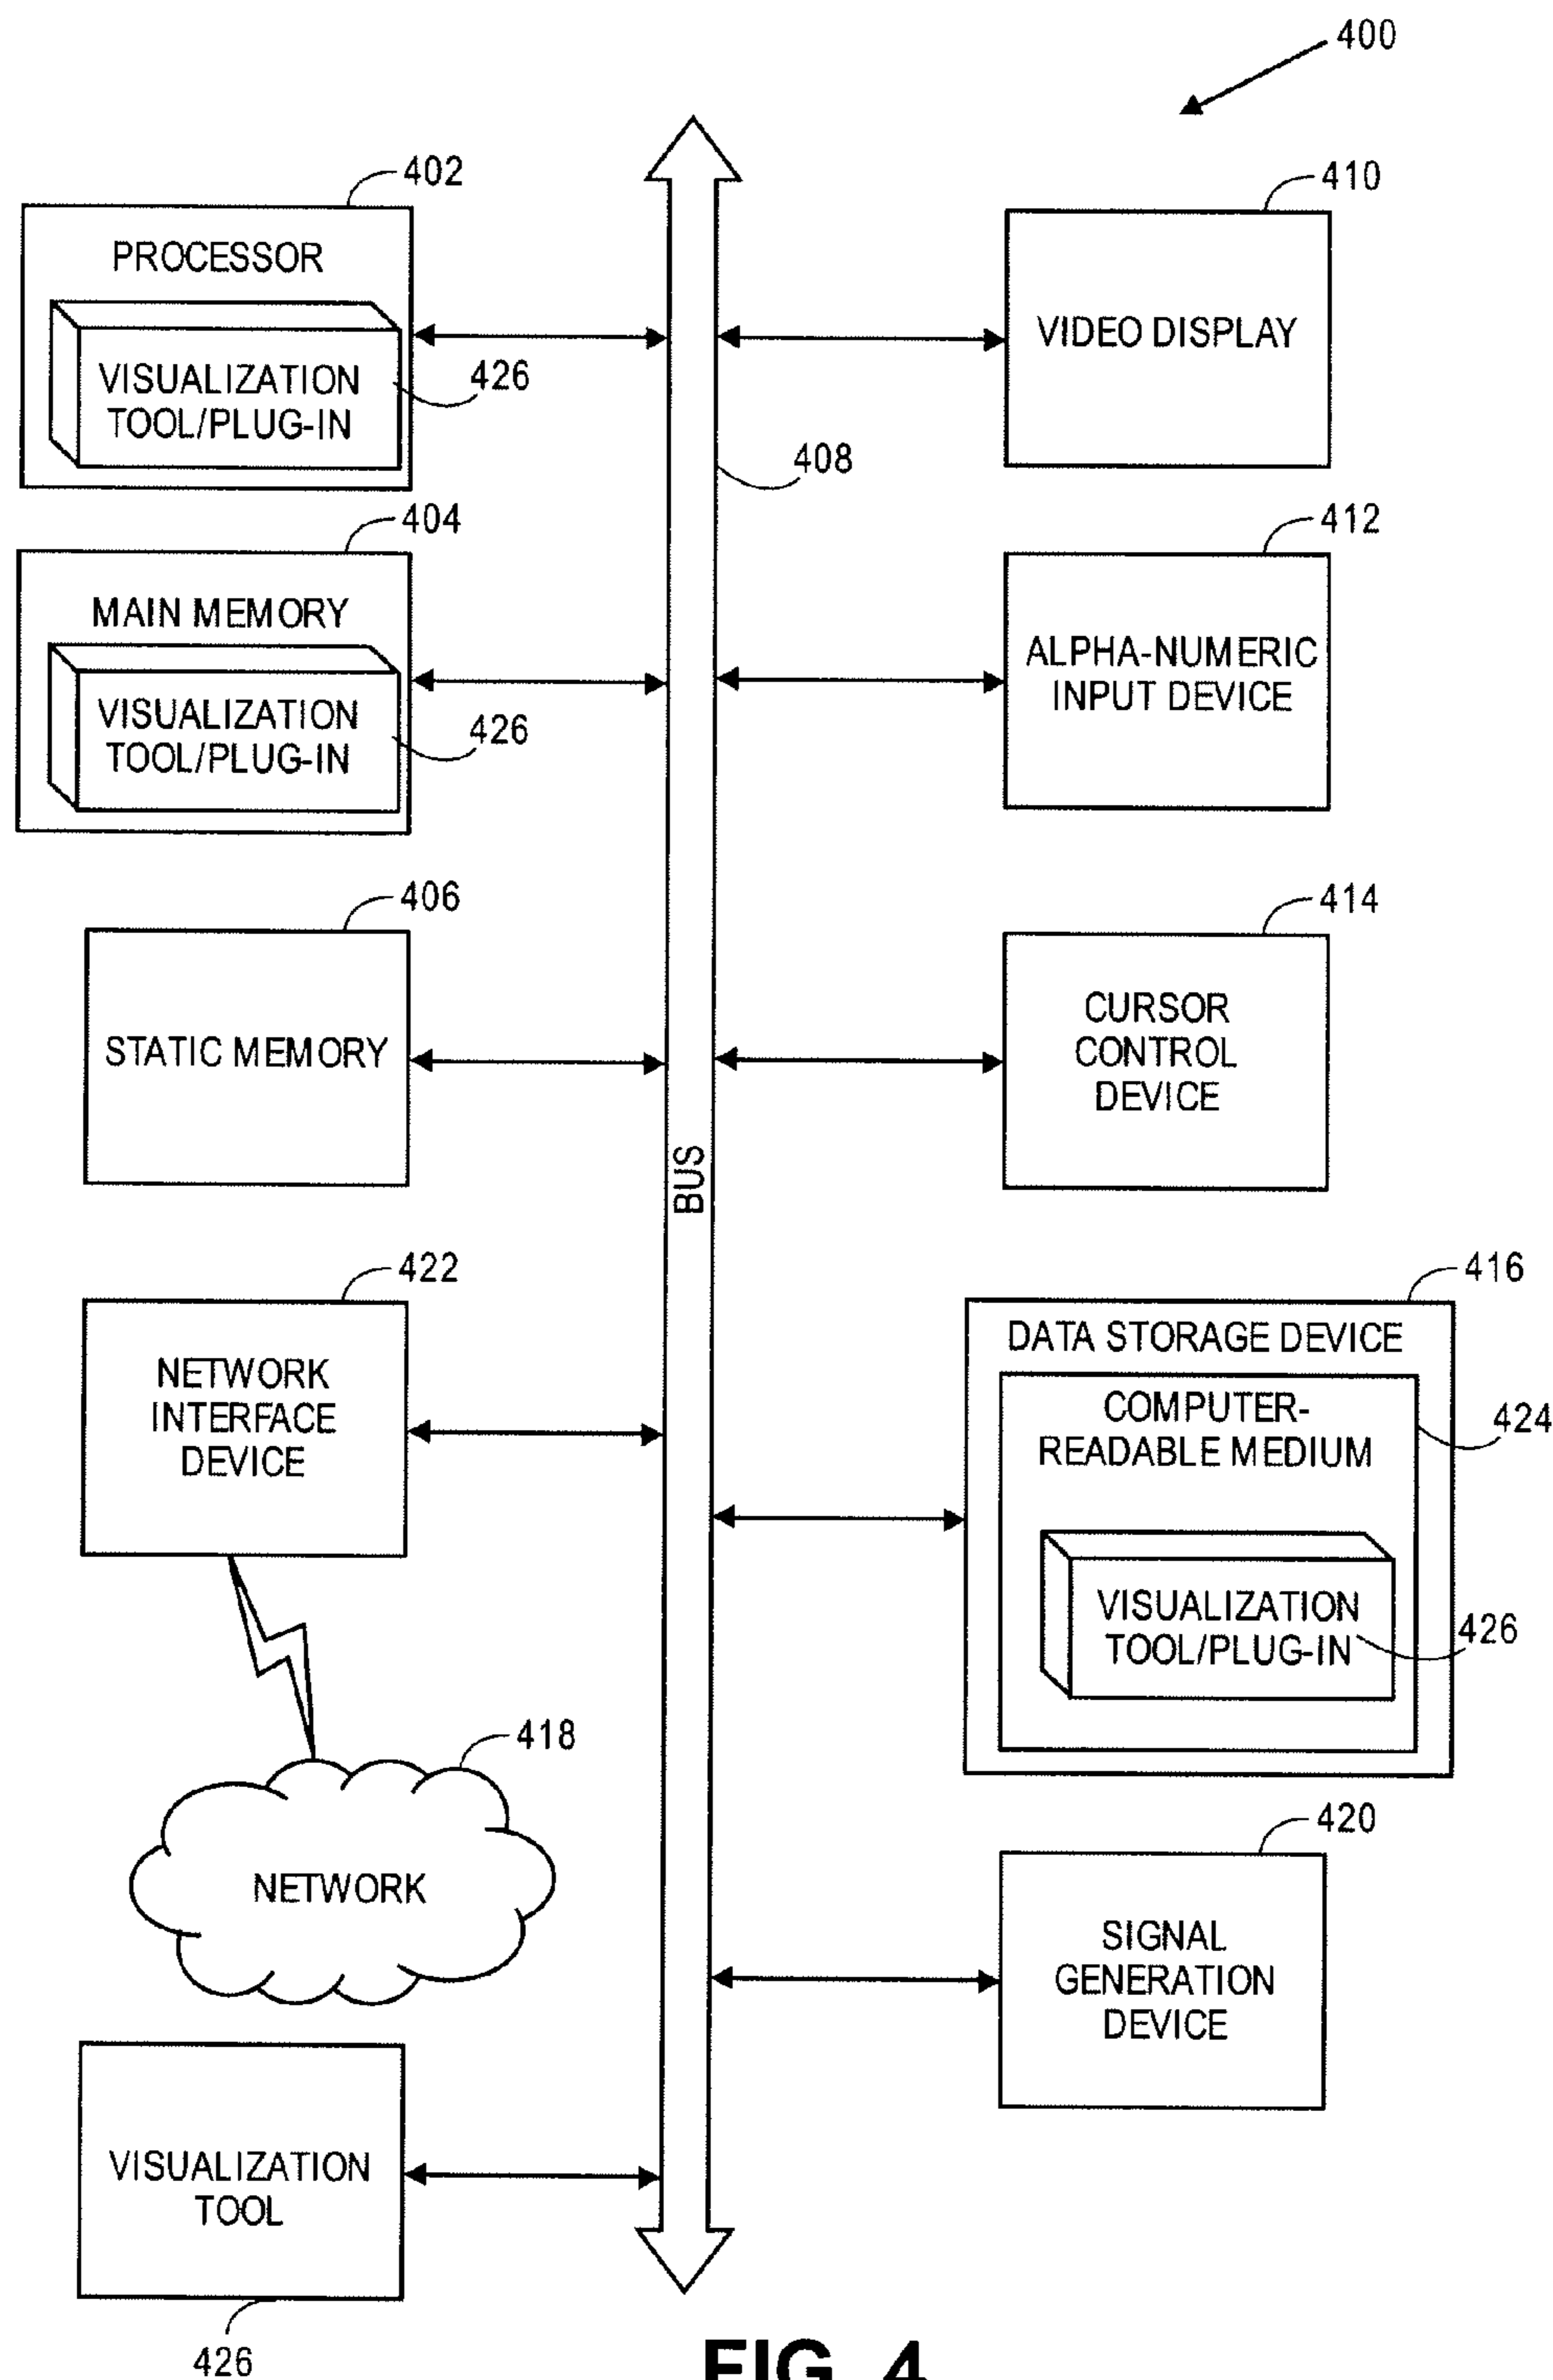 400
402
PROCESSOR
VISUALIZATION
TOOL/PLUG-IN
426
404
MAIN MEMORY
VISUALIZATION
TOOL/PLUG-IN
426
406
STATIC MEMORY
422
NETWORK
INTERFACE
DEVICE
418
NETWORK
VISUALIZATION
TOOL
426
408
BUS
410
VIDEO DISPLAY
412
ALPHA-NUMERIC
INPUT DEVICE
414
CURSOR
CONTROL
DEVICE
416
DATA STORAGE DEVICE
COMPUTER-
READABLE MEDIUM
424
VISUALIZATION
TOOL/PLUG-IN
426
420
SIGNAL
GENERATION
DEVICE
FIG. 4